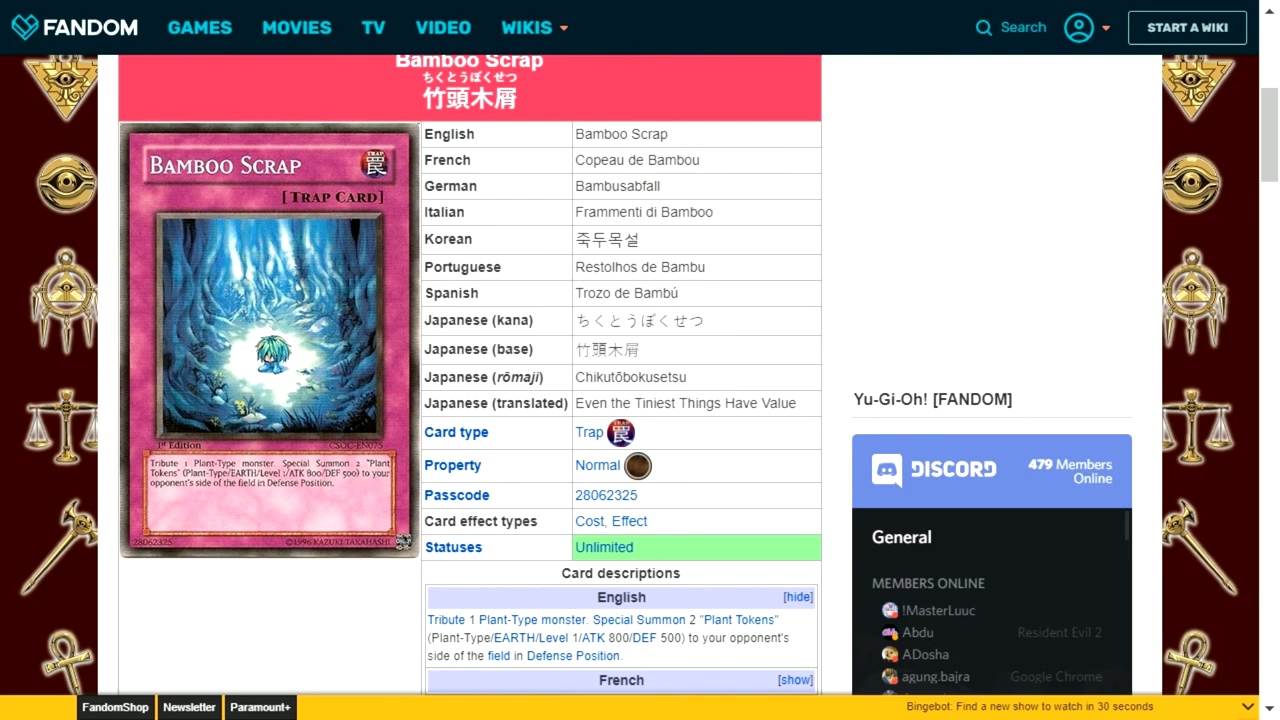 FANDOM GAMES MOVIES TV VIDEO WIKIS Search START A WIKI
Bamboo Scrap
ちくとうぼくせつ
竹頭木屑
BAMBOO SCRAP TRAP 罠
[TRAP CARD]
1st Edition CSOC-EN075
Tribute 1 Plant-Type monster. Special Summon 2 "Plant
Tokens" (Plant-Type/EARTH/Level 1/ATK 800/DEF 500) to your
opponent's side of the field in Defense Position.
28062325 ©1996 KAZUKI TAKAHASHI
English Bamboo Scrap
French Copeau de Bambou
German Bambusabfall
Italian Frammenti di Bamboo
Korean 죽두목설
Portuguese Restolhos de Bambu
Spanish Trozo de Bambú
Japanese (kana) ちくとうぼくせつ
Japanese (base) 竹頭木屑
Japanese (rōmaji) Chikutōbokusetsu
Japanese (translated) Even the Tiniest Things Have Value
Card type Trap TRAP 罠
Property Normal
Passcode 28062325
Card effect types Cost, Effect
Statuses Unlimited
Card descriptions
English [hide]
Tribute 1 Plant-Type monster. Special Summon 2 "Plant Tokens"
(Plant-Type/EARTH/Level 1/ATK 800/DEF 500) to your opponent's
side of the field in Defense Position.
French [show]
Yu-Gi-Oh! [FANDOM]
DISCORD 479 Members
Online
General
MEMBERS ONLINE
!MasterLuuc
Abdu Resident Evil 2
ADosha
agung.bajra Google Chrome
FandomShop Newsletter Paramount+ Bingebot: Find a new show to watch in 30 seconds